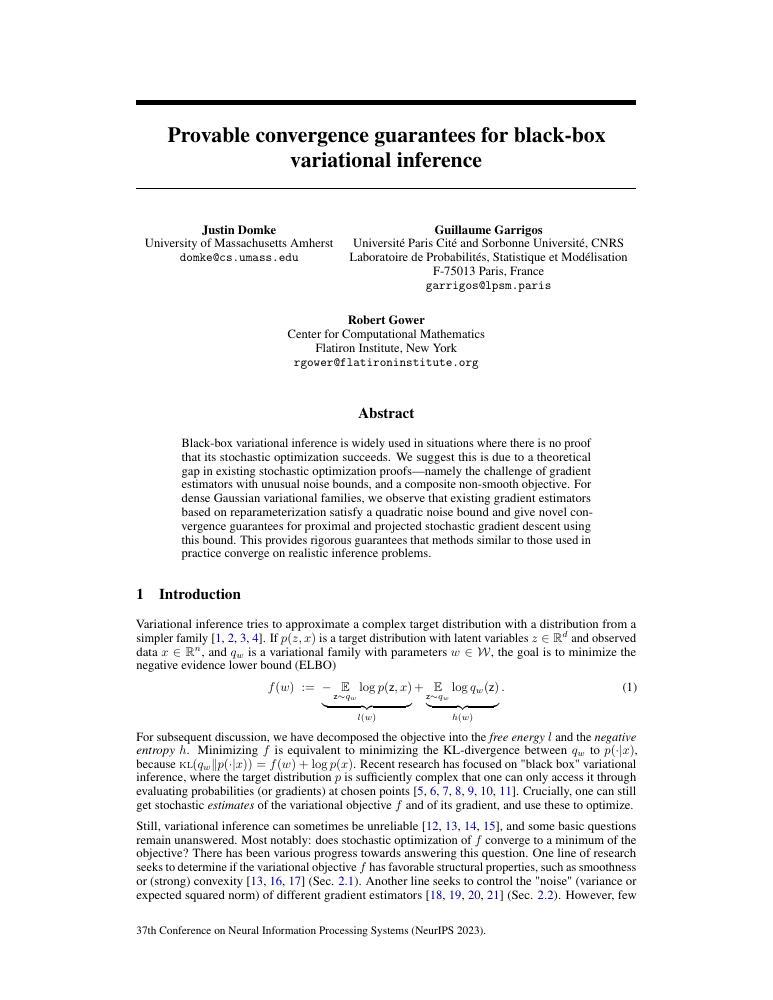 Provable convergence guarantees for black-box
variational inference
Justin Domke
University of Massachusetts Amherst
domke@cs.umass.edu
Guillaume Garrigos
Université Paris Cité and Sorbonne Université, CNRS
Laboratoire de Probabilités, Statistique et Modélisation
F-75013 Paris, France
garrigos@lpsm.paris
Robert Gower
Center for Computational Mathematics
Flatiron Institute, New York
rgower@flatironinstitute.org
Abstract
Black-box variational inference is widely used in situations where there is no proof
that its stochastic optimization succeeds. We suggest this is due to a theoretical
gap in existing stochastic optimization proofs—namely the challenge of gradient
estimators with unusual noise bounds, and a composite non-smooth objective. For
dense Gaussian variational families, we observe that existing gradient estimators
based on reparameterization satisfy a quadratic noise bound and give novel con-
vergence guarantees for proximal and projected stochastic gradient descent using
this bound. This provides rigorous guarantees that methods similar to those used in
practice converge on realistic inference problems.
1 Introduction
Variational inference tries to approximate a complex target distribution with a distribution from a
simpler family [1, 2, 3, 4]. If p(z, x) is a target distribution with latent variables z ∈ ℝᵈ and observed
data x ∈ ℝⁿ, and q_w is a variational family with parameters w ∈ 𝒲, the goal is to minimize the
negative evidence lower bound (ELBO)
f(w) := − 𝔼_{z∼q_w} log p(z, x) + 𝔼_{z∼q_w} log q_w(z) . (1)
l(w) h(w)
For subsequent discussion, we have decomposed the objective into the free energy l and the negative
entropy h. Minimizing f is equivalent to minimizing the KL-divergence between q_w to p(·|x),
because KL(q_w‖p(·|x)) = f(w) + log p(x). Recent research has focused on "black box" variational
inference, where the target distribution p is sufficiently complex that one can only access it through
evaluating probabilities (or gradients) at chosen points [5, 6, 7, 8, 9, 10, 11]. Crucially, one can still
get stochastic estimates of the variational objective f and of its gradient, and use these to optimize.
Still, variational inference can sometimes be unreliable [12, 13, 14, 15], and some basic questions
remain unanswered. Most notably: does stochastic optimization of f converge to a minimum of the
objective? There has been various progress towards answering this question. One line of research
seeks to determine if the variational objective f has favorable structural properties, such as smoothness
or (strong) convexity [13, 16, 17] (Sec. 2.1). Another line seeks to control the "noise" (variance or
expected squared norm) of different gradient estimators [18, 19, 20, 21] (Sec. 2.2). However, few
37th Conference on Neural Information Processing Systems (NeurIPS 2023).